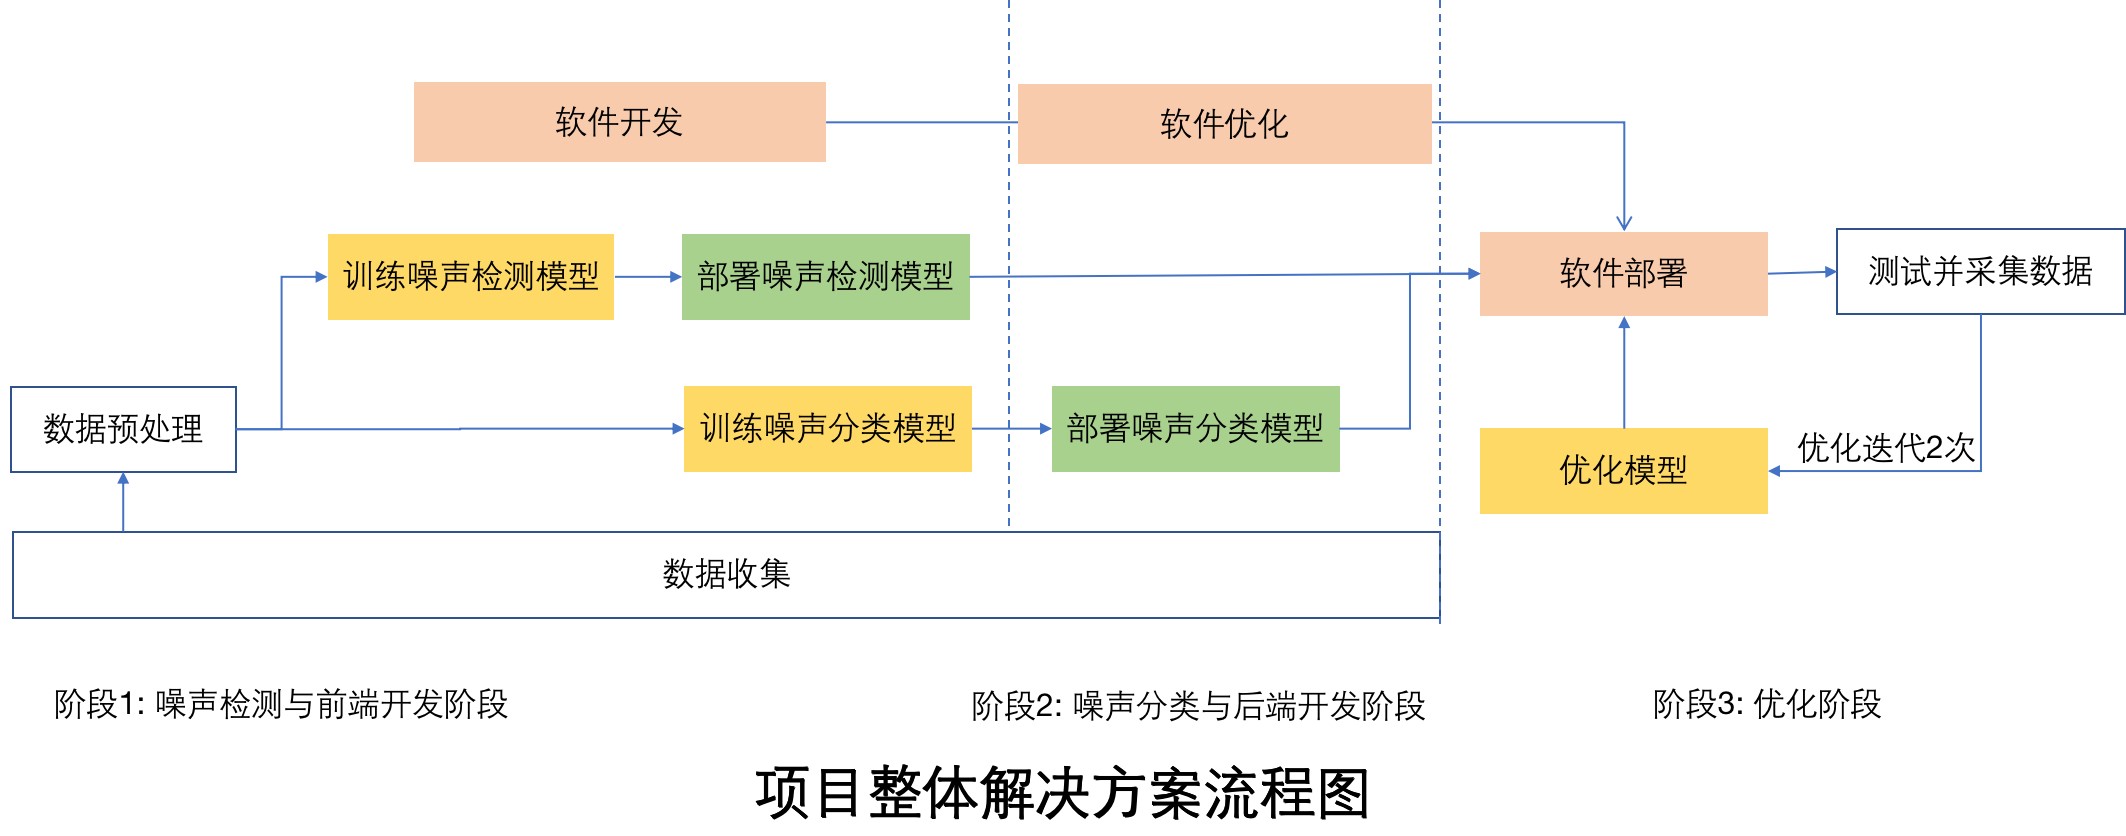 软件开发
软件优化
训练噪声检测模型
部署噪声检测模型
软件部署
测试并采集数据
数据预处理
训练噪声分类模型
部署噪声分类模型
优化模型
优化迭代2次
数据收集
阶段1: 噪声检测与前端开发阶段
阶段2: 噪声分类与后端开发阶段
阶段3: 优化阶段
项目整体解决方案流程图